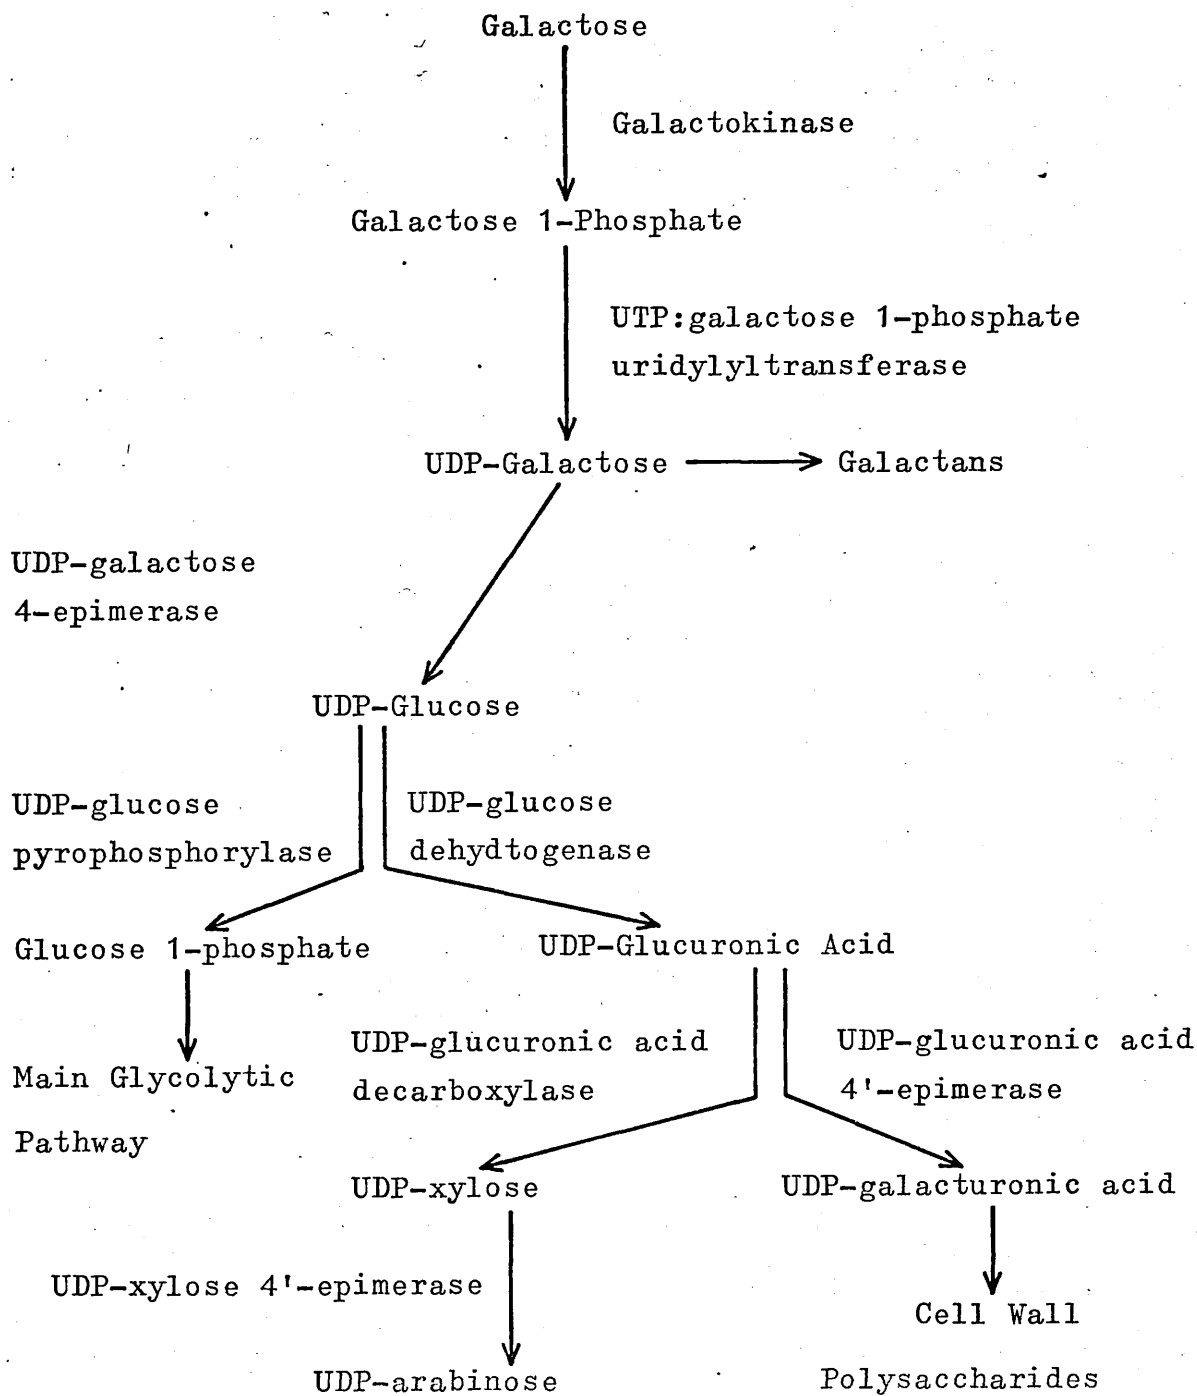 Galactose
Galactokinase
Galactose 1-Phosphate
UTP:galactose 1-phosphate
uridylyltransferase
UDP-Galactose
Galactans
UDP-galactose
4-epimerase
UDP-Glucose
UDP-glucose
pyrophosphorylase
UDP-glucose
dehydtogenase
Glucose 1-phosphate
UDP-Glucuronic Acid
Main Glycolytic
Pathway
UDP-glucuronic acid
decarboxylase
UDP-glucuronic acid
4'-epimerase
UDP-xylose
UDP-galacturonic acid
UDP-xylose 4'-epimerase
UDP-arabinose
Cell Wall
Polysaccharides